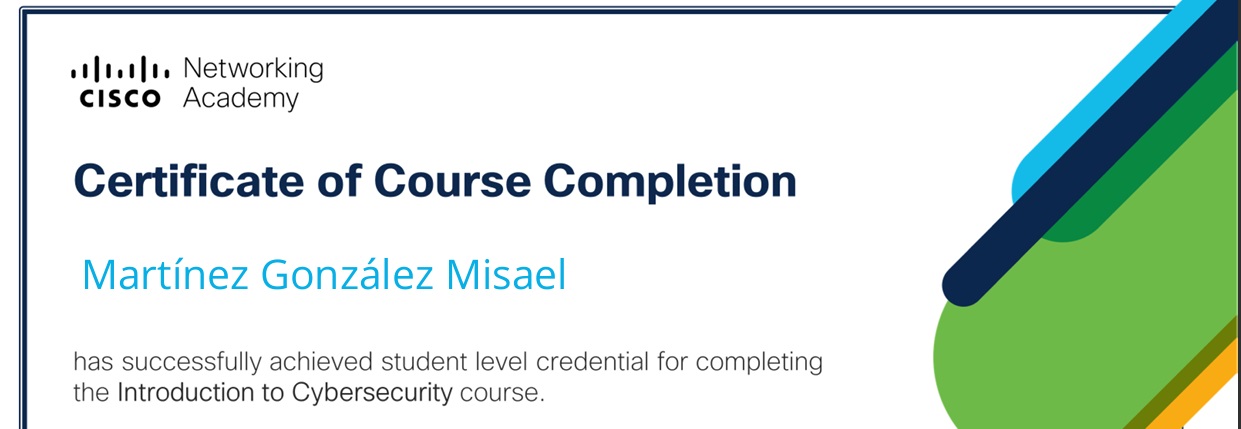 Networking
CISCO Academy
Certificate of Course Completion
Martínez González Misael
has successfully achieved student level credential for completing
the Introduction to Cybersecurity course.